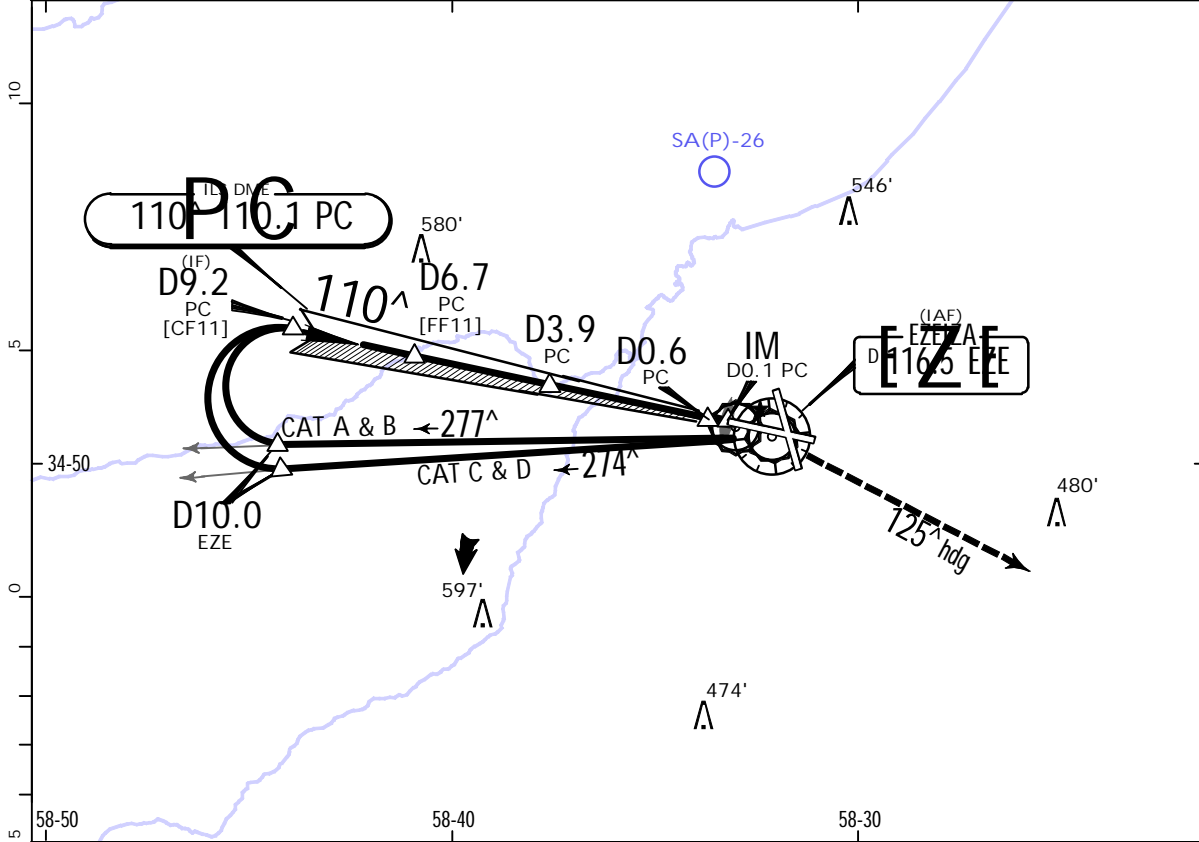 10
SA(P)-26
546'
ILS DME
110^ 110.1 PC
PC
580'
(IF)
D9.2
PC
[CF11]
110^
D6.7
PC
[FF11]
D3.9
PC
D0.6
PC
IM
D0.1 PC
(IAF)
EZEIZA
D 116.5 EZE
5
CAT A & B
277^
34-50
CAT C & D
274^
D10.0
EZE
480'
125^hdg
597'
0
474'
58-50
58-40
58-30
5